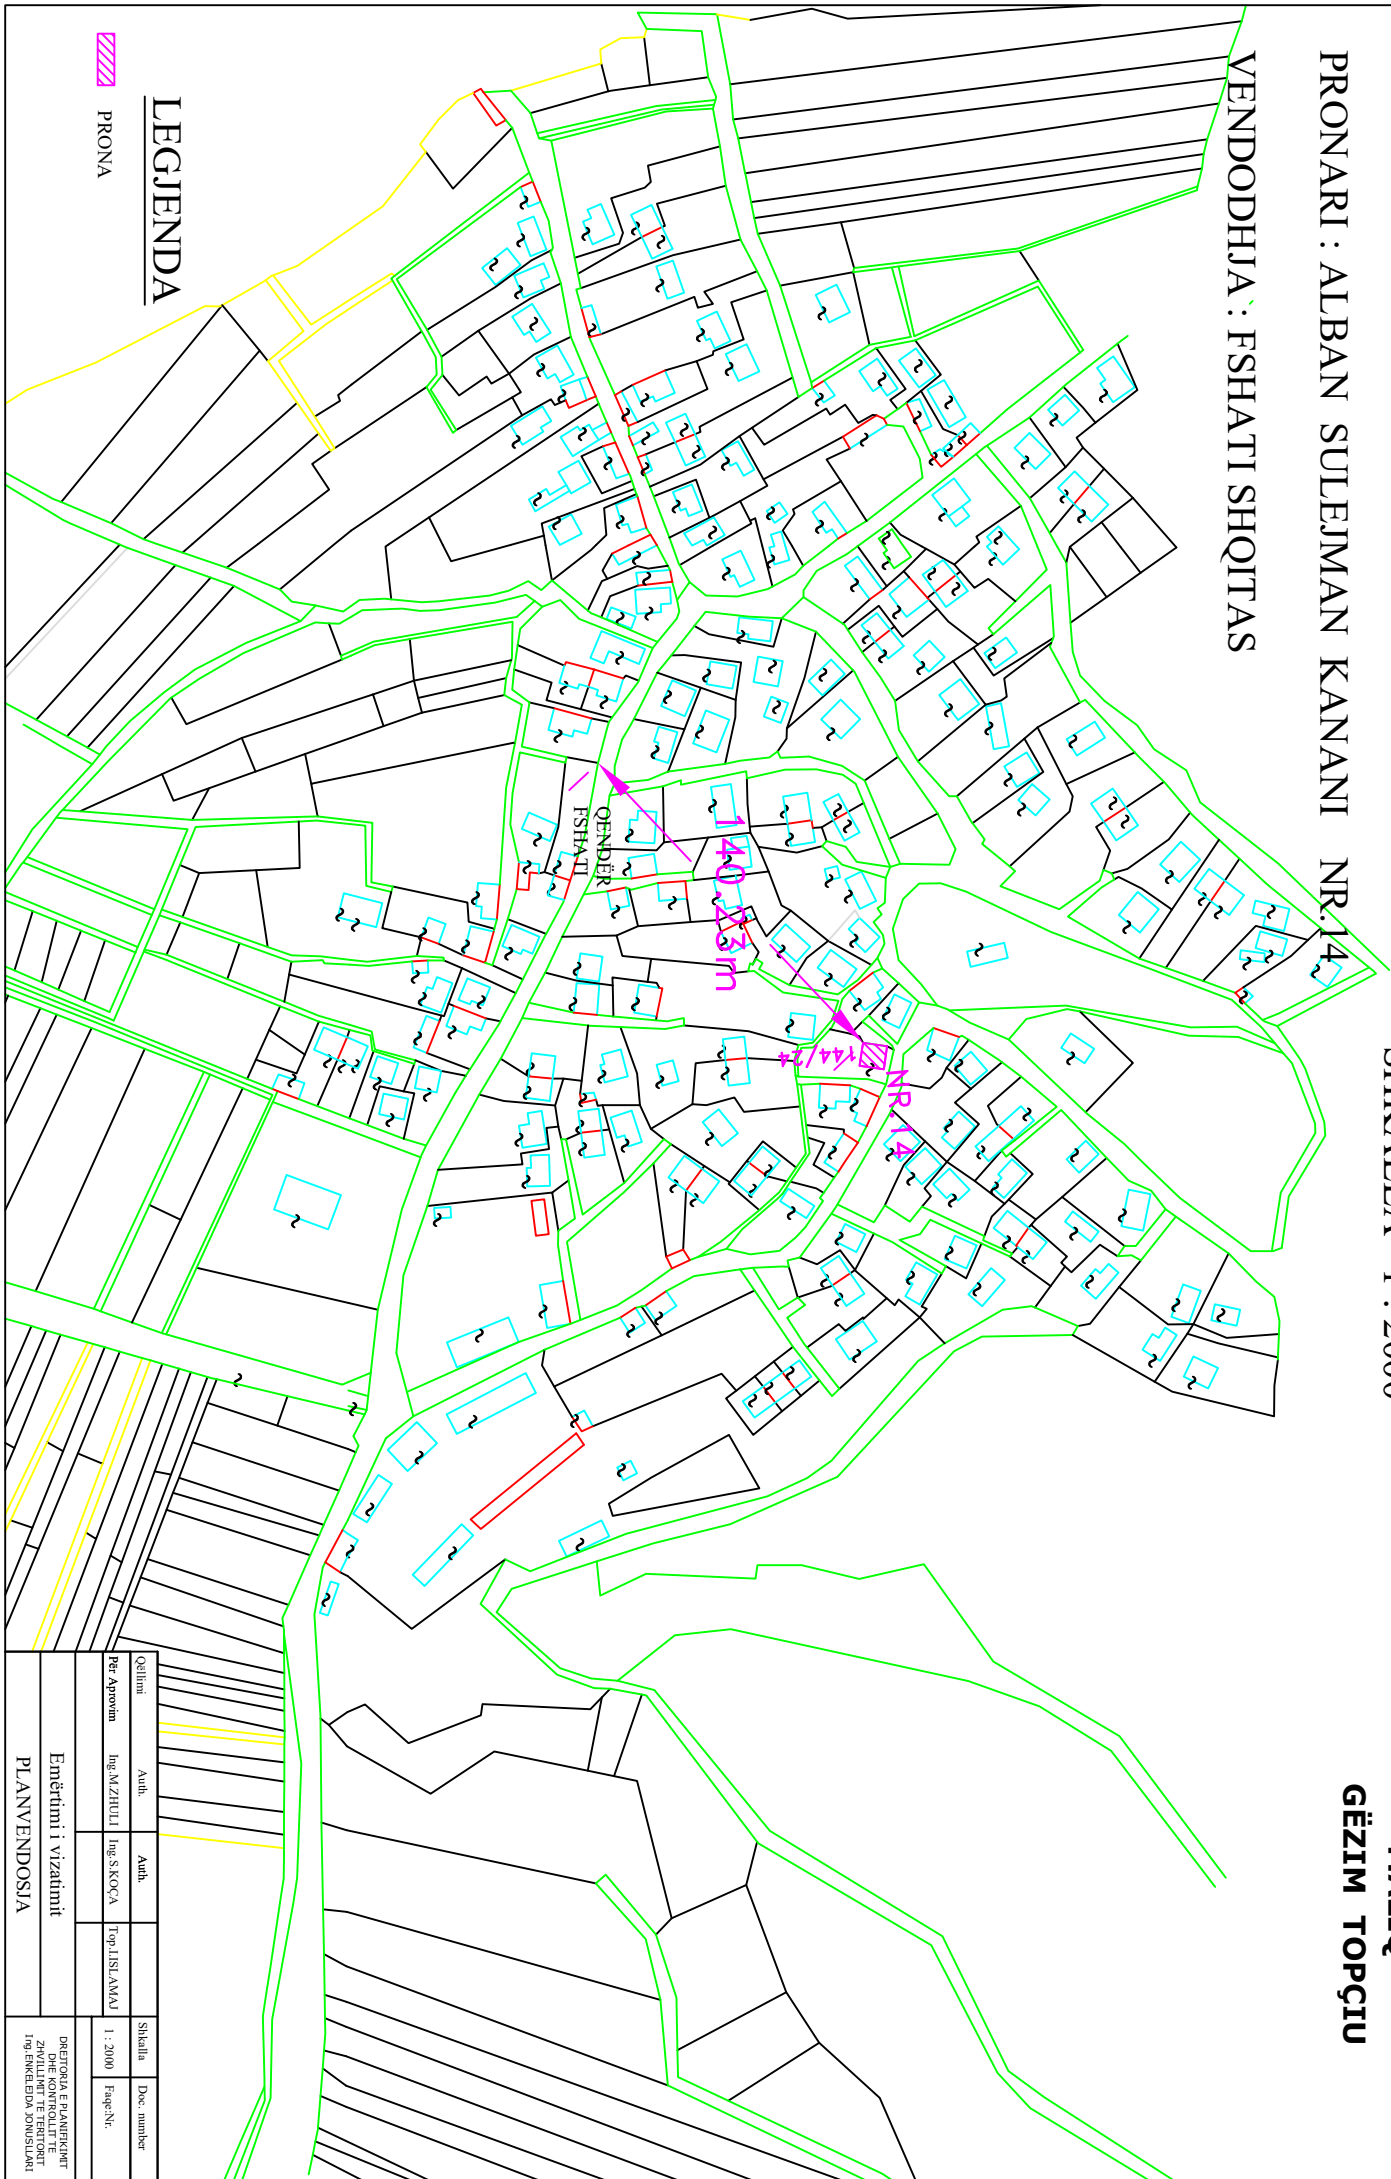 PRONARI : ALBAN SULEJMAN KANANI NR.14
VENDODHJA : FSHATI SHQITAS
GËZIM TOPÇIU
LEGJENDA
PRONA
QENDËR
FSHATI
140.23m
144/24
NR.14
Qëllimi Auth. Auth. Shkalla Doc. number
Për Aprovim Ing.M.ZHULI Ing.S.KOÇA Top.I.ISLAMAJ 1 : 2000 Faqe:Nr.
Emërtimi i vizatimit
PLANVENDOSJA
DREJTORIA E PLANIFIKIMIT
DHE KONTROLLIT TE
ZHVILLIMIT TE TERITORIT
Ing.ENKELEJDA JONUSLLARI